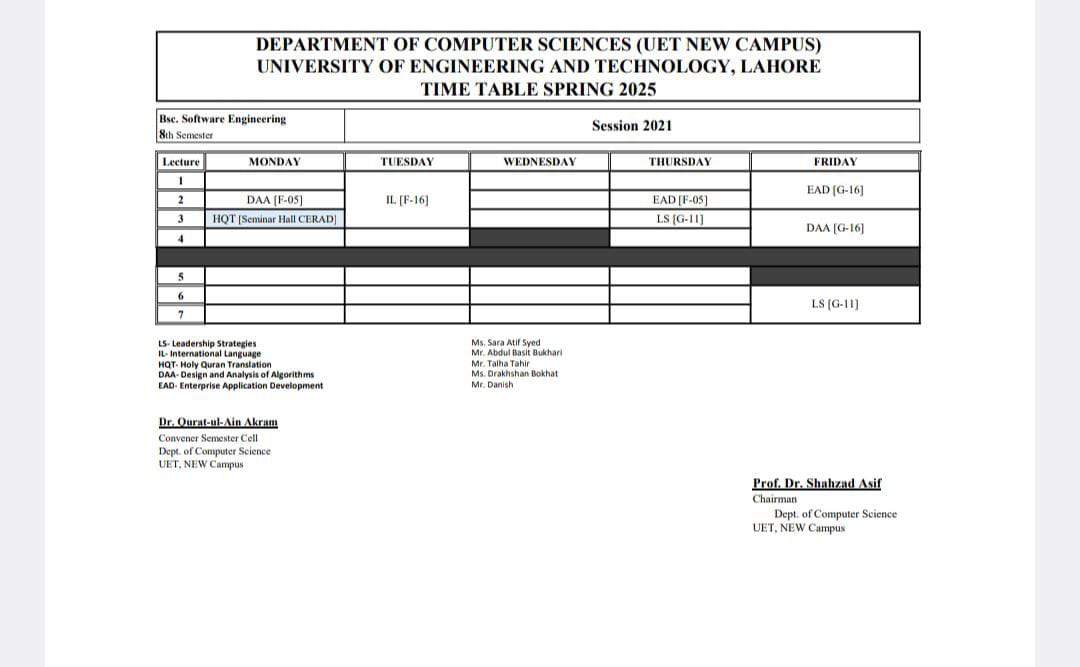 DEPARTMENT OF COMPUTER SCIENCES (UET NEW CAMPUS)
UNIVERSITY OF ENGINEERING AND TECHNOLOGY, LAHORE
TIME TABLE SPRING 2025
Bsc. Software Engineering
8th Semester
Session 2021
Lecture MONDAY TUESDAY WEDNESDAY THURSDAY FRIDAY
1
EAD [G-16]
2 DAA [F-05] IL [F-16] EAD [F-05]
3 HQT [Seminar Hall CERAD] LS [G-11]
DAA [G-16]
4
5
6
LS [G-11]
7
LS- Leadership Strategies Ms. Sara Atif Syed
IL- International Language Mr. Abdul Basit Bukhari
HQT- Holy Quran Translation Mr. Talha Tahir
DAA- Design and Analysis of Algorithms Ms. Drakhshan Bokhat
EAD- Enterprise Application Development Mr. Danish
Dr. Qurat-ul-Ain Akram
Convener Semester Cell
Dept. of Computer Science
UET, NEW Campus
Prof. Dr. Shahzad Asif
Chairman
Dept. of Computer Science
UET, NEW Campus